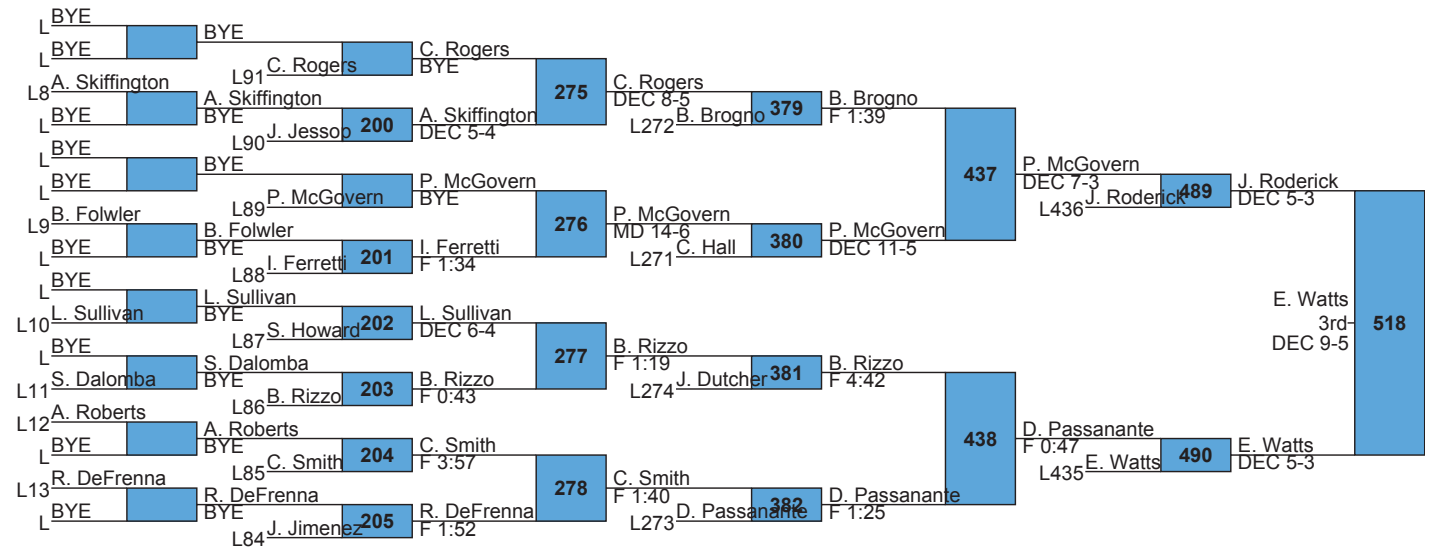 BYE
L
BYE
L
BYE
A. Skiffington
L8
BYE
L
A. Skiffington
BYE
BYE
L
BYE
L
BYE
B. Folwler
L9
BYE
L
B. Folwler
BYE
BYE
L
L. Sullivan
L10
L. Sullivan
BYE
BYE
L
S. Dalomba
L11
S. Dalomba
BYE
A. Roberts
L12
BYE
L
A. Roberts
BYE
R. DeFrenna
L13
BYE
L
R. DeFrenna
BYE
C. Rogers
L91
C. Rogers
BYE
J. Jessop
L90
200
A. Skiffington
DEC 5-4
P. McGovern
L89
P. McGovern
BYE
I. Ferretti
L88
201
I. Ferretti
F 1:34
S. Howard
L87
202
L. Sullivan
DEC 6-4
B. Rizzo
L86
203
B. Rizzo
F 0:43
C. Smith
L85
204
C. Smith
F 3:57
J. Jimenez
L84
205
R. DeFrenna
F 1:52
275
C. Rogers
DEC 8-5
276
P. McGovern
MD 14-6
277
B. Rizzo
F 1:19
278
C. Smith
F 1:40
B. Brogno
L272
379
B. Brogno
F 1:39
C. Hall
L271
380
P. McGovern
DEC 11-5
J. Dutcher
L274
381
B. Rizzo
F 4:42
D. Passanante
L273
382
D. Passanante
F 1:25
437
P. McGovern
DEC 7-3
438
D. Passanante
F 0:47
J. Roderick
L436
489
J. Roderick
DEC 5-3
E. Watts
L435
490
E. Watts
DEC 5-3
E. Watts
3rd
DEC 9-5
518